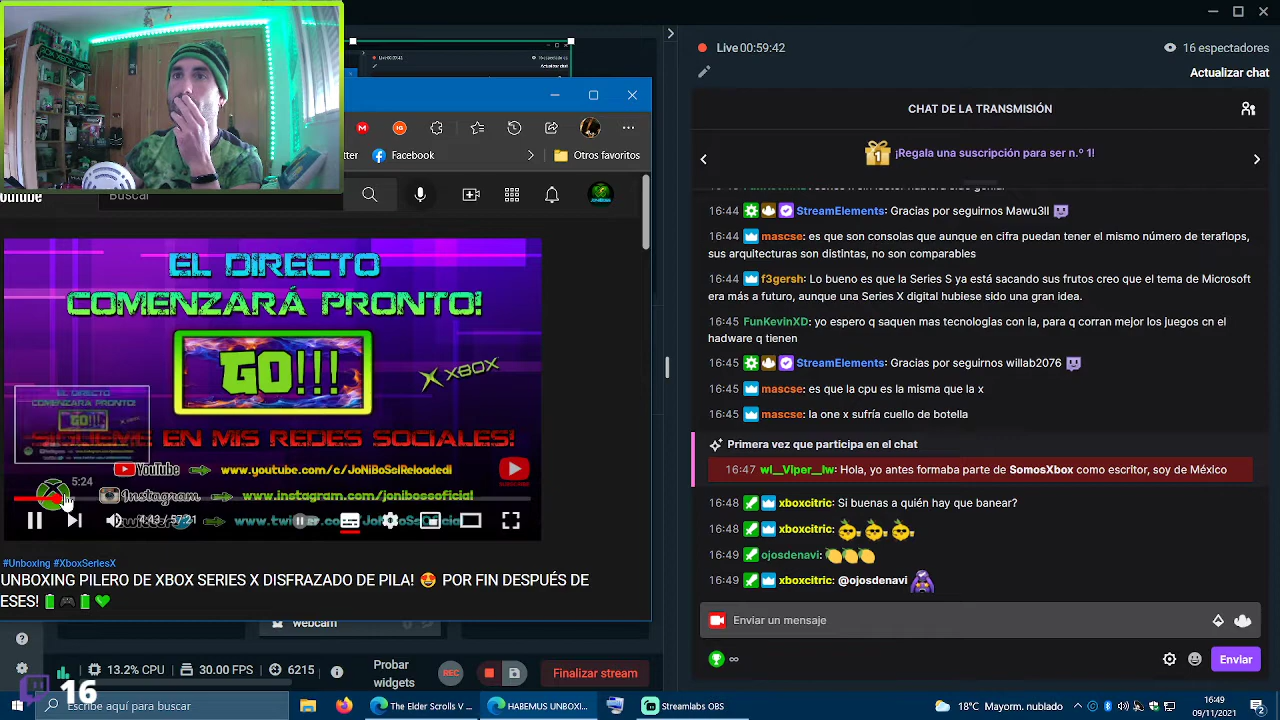 Live 00:59:42
16 espectadores
Actualizar chat
CHAT DE LA TRANSMISIÓN
¡Regala una suscripción para ser n.º 1!
16:44 StreamElements: Gracias por seguirnos Mawu3ll
16:44 mascse: es que son consolas que aunque en cifra puedan tener el mismo número de teraflops,
sus arquitecturas son distintas, no son comparables
16:44 f3gersh: Lo bueno es que la Series S ya está sacando sus frutos creo que el tema de Microsoft
era más a futuro, aunque una Series X digital hubiese sido una gran idea.
16:45 FunKevinXD: yo espero q saquen mas tecnologias con la, para q corran mejor los juegos cn el
hadware q tienen
16:45 StreamElements: Gracias por seguirnos willab2076
16:45 mascse: es que la cpu es la misma que la x
16:45 mascse: la one x sufría cuello de botella
Primera vez que participa en el chat
16:47 wl__Viper__lw: Hola, yo antes formaba parte de SomosXbox como escritor, soy de México
16:48 xboxcitric: Si buenas a quién hay que banear?
16:48 xboxcitric:
16:49 ojosdenavi:
16:49 xboxcitric: @ojosdenavi
Enviar un mensaje
∞
Enviar
tter
Facebook
Otros favoritos
ouTube
Buscar
EL DIRECTO
COMENZARÁ PRONTO!
GO!!!
XBOX
SIGUEME EN MIS REDES SOCIALES!
YouTube www.youtube.com/c/JoNiBoSsReloadedl
5:24
Instagram www.instagram.com/jonibossoficial
4:43 / 57:21
#Unboxing #XboxSeriesX
UNBOXING PILERO DE XBOX SERIES X DISFRAZADO DE PILA! POR FIN DESPUÉS DE
ESES!
webcam
13.2% CPU
30.00 FPS
6215
Probar
widgets
REC
Finalizar stream
16
Escribe aquí para buscar
The Elder Scrolls V ...
HABEMUS UNBOX...
Streamlabs OBS
18°C Mayorm. nublado
16:49
09/11/2021
2